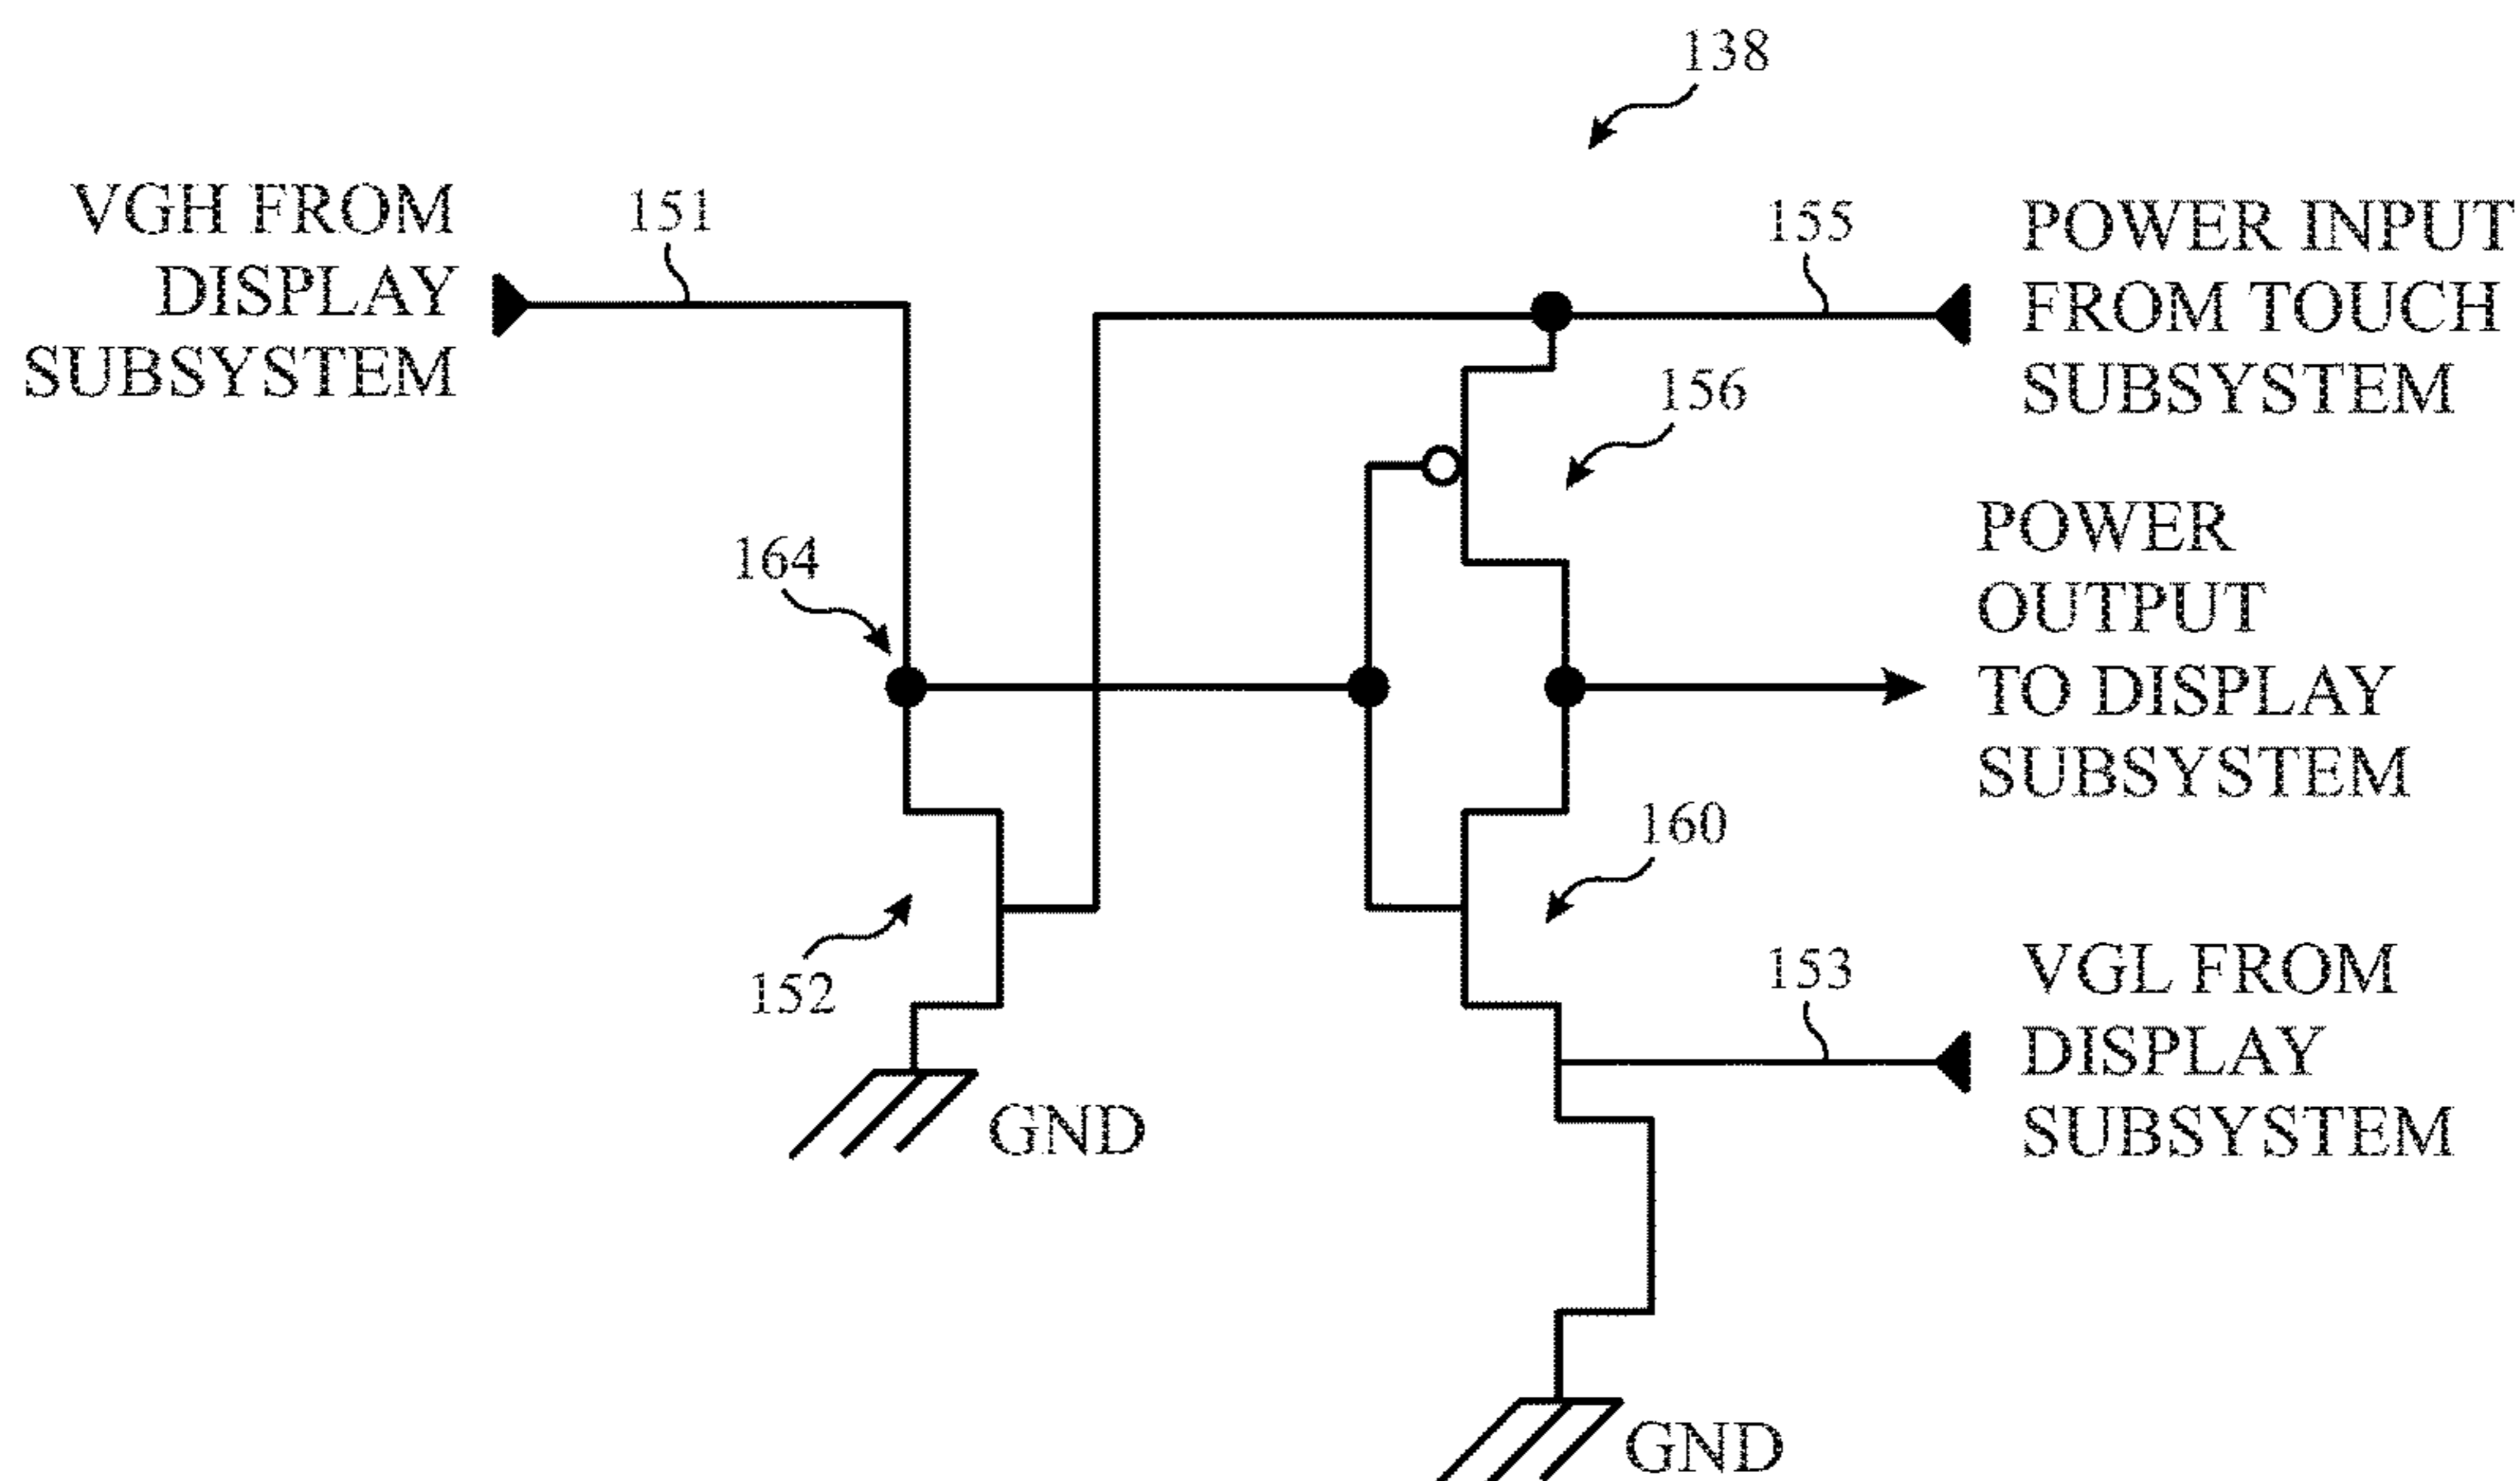 138
VGH FROM
DISPLAY
SUBSYSTEM
151
155
POWER INPUT
FROM TOUCH
SUBSYSTEM
156
POWER
OUTPUT
TO DISPLAY
SUBSYSTEM
164
160
152
GND
153
VGL FROM
DISPLAY
SUBSYSTEM
GND